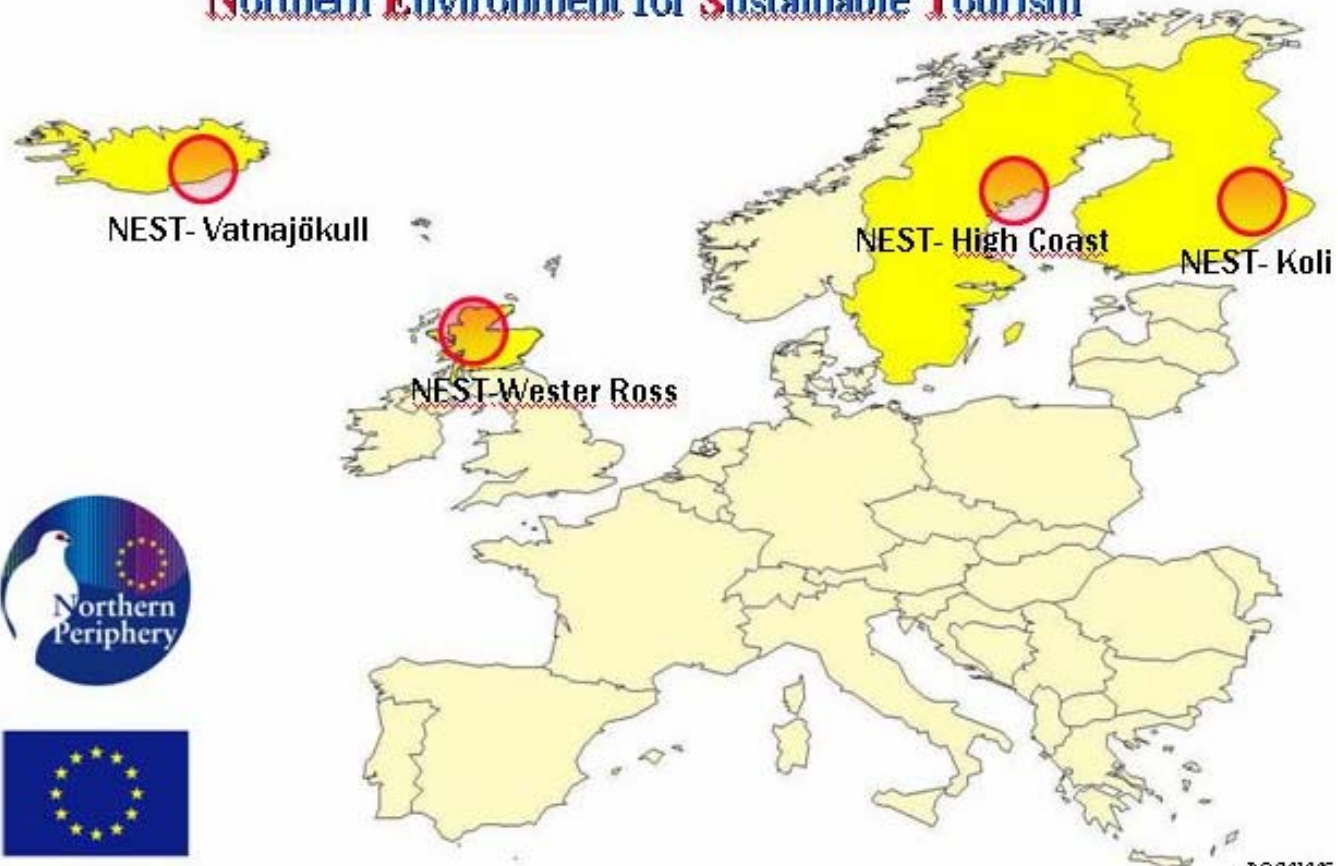 Northern Environment for Sustainable Tourism
NEST- Vatnajökull
NEST- High Coast
NEST- Koli
NEST-Wester Ross
Northern
Periphery